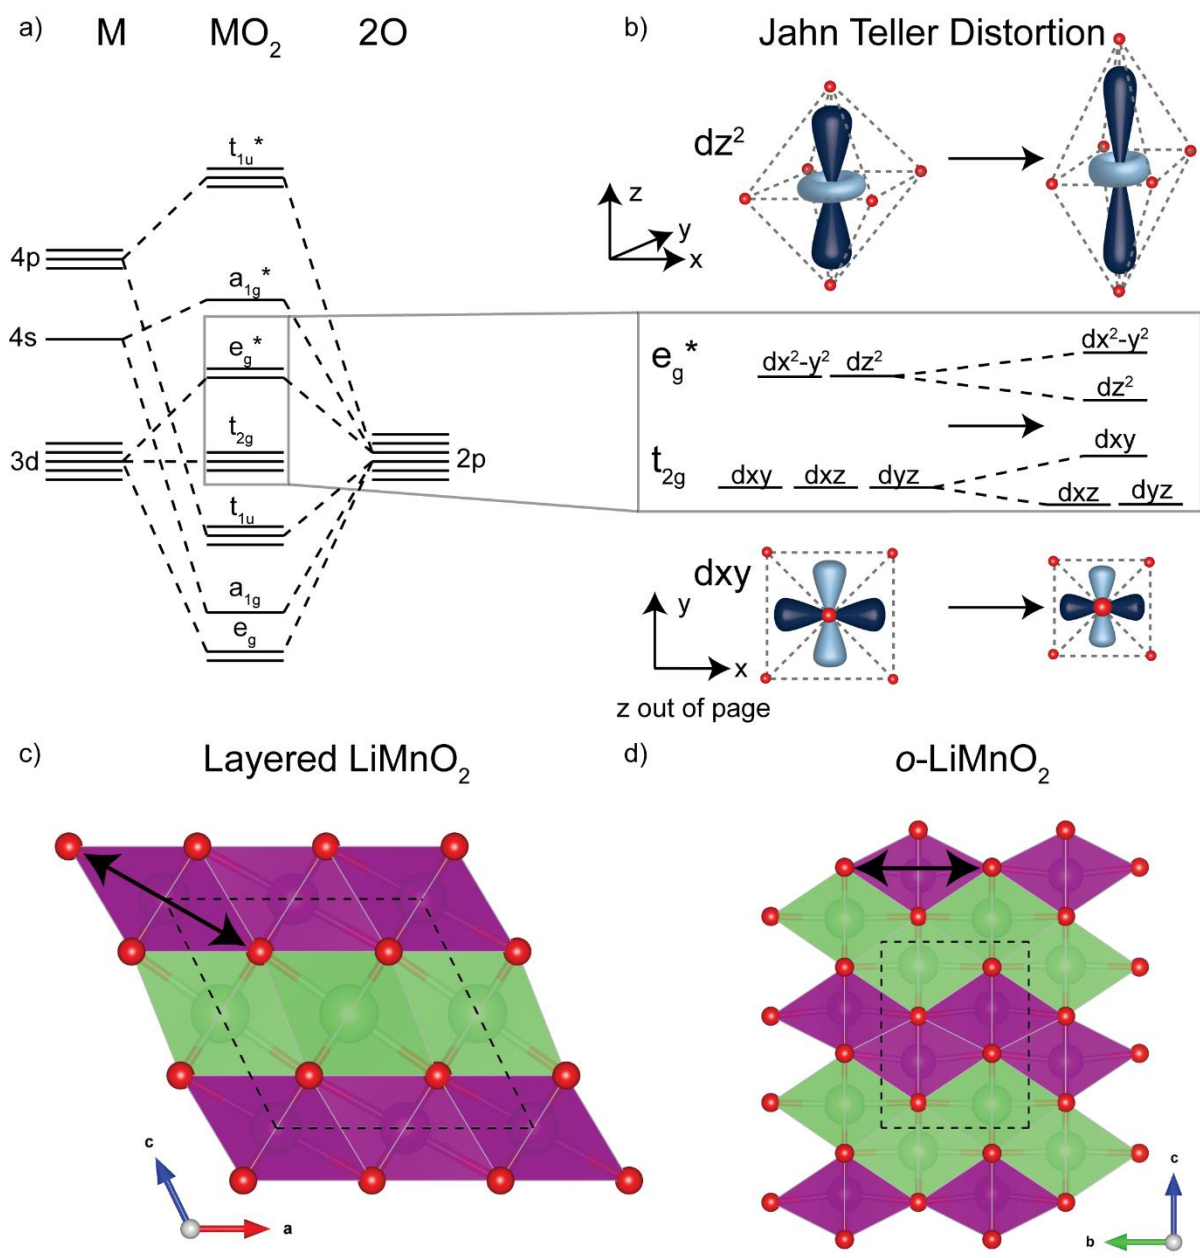 a) M MO₂ 2O
t₁ᵤ*
4p
a₁g*
4s
eg*
t₂g
3d
2p
t₁ᵤ
a₁g
eg
b) Jahn Teller Distortion
dz²
z
y
x
eg*
dx²-y² dz²
dx²-y²
dz²
t₂g
dxy dxz dyz
dxy
dxz dyz
dxy
y
x
z out of page
c) Layered LiMnO₂
c
a
d) o-LiMnO₂
c
b